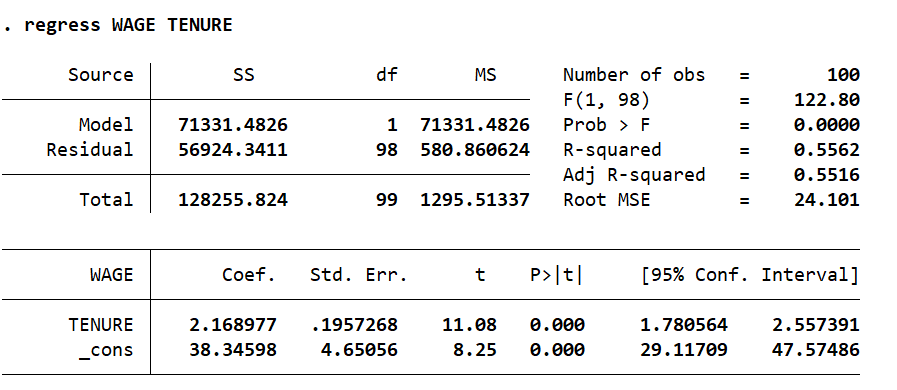 . regress WAGE TENURE
Source SS df MS Number of obs = 100
F(1, 98) = 122.80
Model 71331.4826 1 71331.4826 Prob > F = 0.0000
Residual 56924.3411 98 580.860624 R-squared = 0.5562
Adj R-squared = 0.5516
Total 128255.824 99 1295.51337 Root MSE = 24.101
WAGE Coef. Std. Err. t P>|t| [95% Conf. Interval]
TENURE 2.168977 .1957268 11.08 0.000 1.780564 2.557391
_cons 38.34598 4.65056 8.25 0.000 29.11709 47.57486